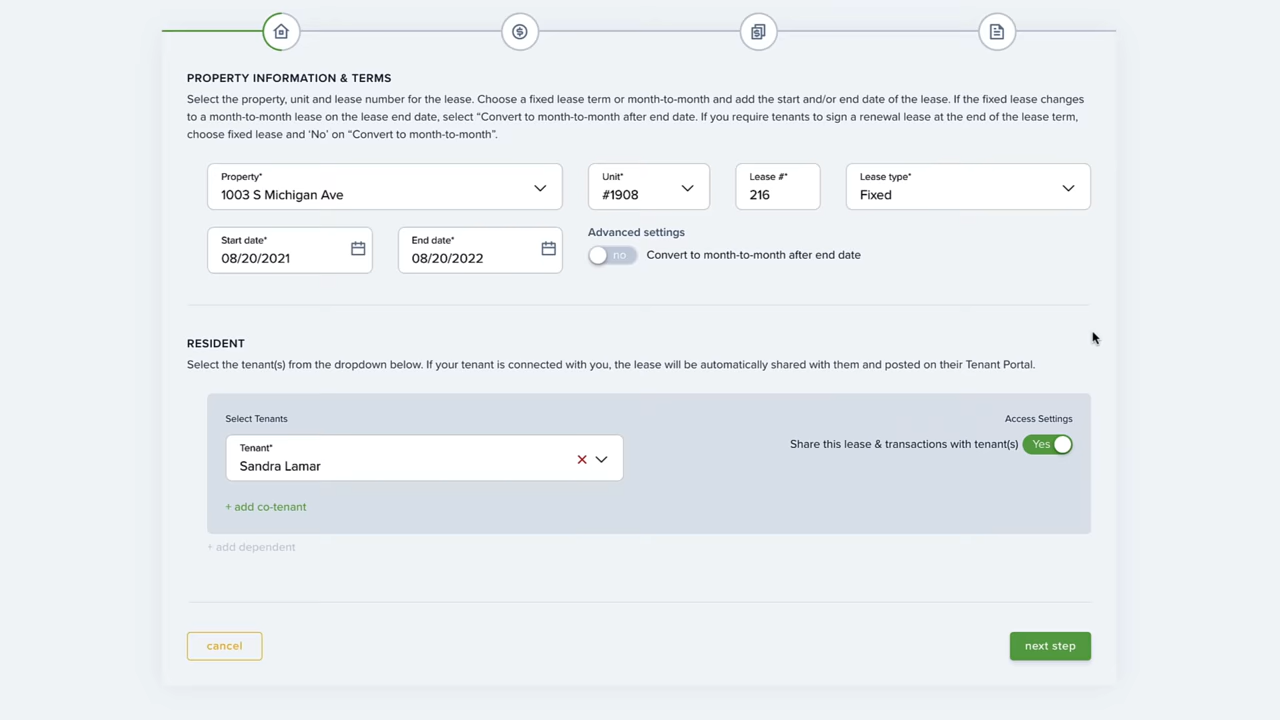 PROPERTY INFORMATION & TERMS
Select the property, unit and lease number for the lease. Choose a fixed lease term or month-to-month and add the start and/or end date of the lease. If the fixed lease changes
to a month-to-month lease on the lease end date, select “Convert to month-to-month after end date. If you require tenants to sign a renewal lease at the end of the lease term,
choose fixed lease and ‘No’ on “Convert to month-to-month”.
Property*
1003 S Michigan Ave
Unit*
#1908
Lease #*
216
Lease type*
Fixed
Start date*
08/20/2021
End date*
08/20/2022
Advanced settings
no
Convert to month-to-month after end date
RESIDENT
Select the tenant(s) from the dropdown below. If your tenant is connected with you, the lease will be automatically shared with them and posted on their Tenant Portal.
Select Tenants
Access Settings
Tenant*
Sandra Lamar
Share this lease & transactions with tenant(s)
Yes
+ add co-tenant
+ add dependent
cancel
next step